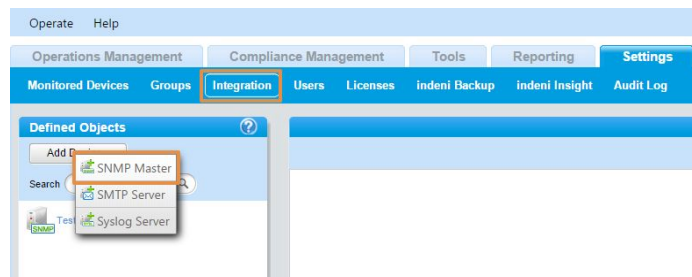 Operate Help
Operations Management Compliance Management Tools Reporting Settings
Monitored Devices Groups Integration Users Licenses indeni Backup indeni Insight Audit Log
Defined Objects ?
Add
SNMP Master
Search
SMTP Server
Test Syslog Server
SNMP